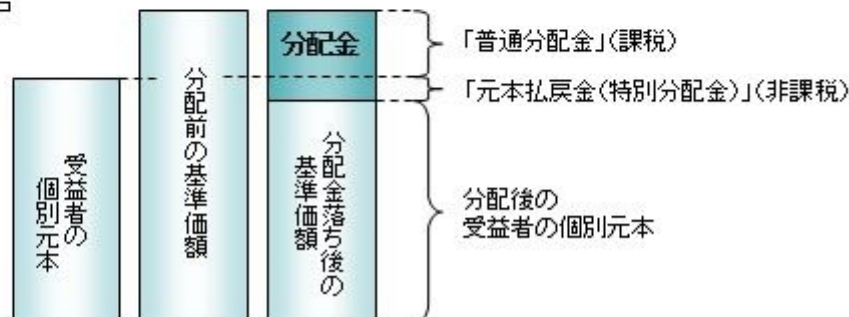 受益者の
個別元本
分配前の基準価額
分配金
分配金落ち後の
基準価額
「普通分配金」(課税)
「元本払戻金(特別分配金)」(非課税)
分配後の
受益者の個別元本